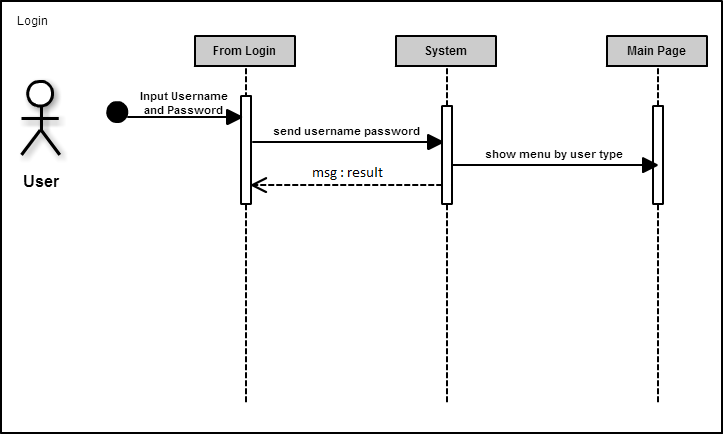 Login
From Login
System
Main Page
Input Username
and Password
send username password
show menu by user type
msg : result
User